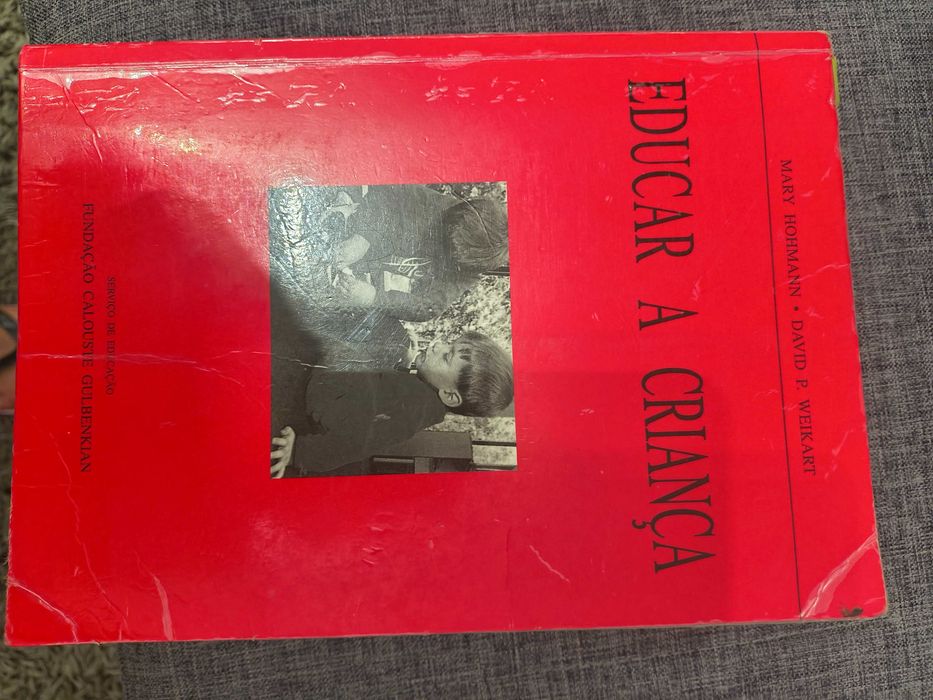 MARY HOHMANN • DAVID P. WEIKART
EDUCAR A CRIANÇA
SERVIÇO DE EDUCAÇÃO
FUNDAÇÃO CALOUSTE GULBENKIAN